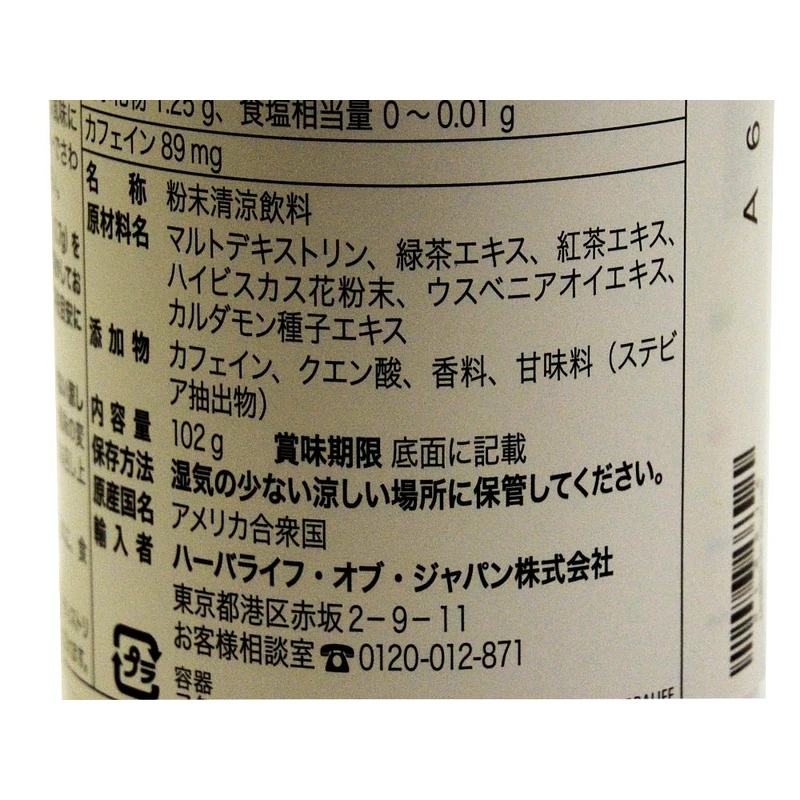 1.25 g、食塩相当量 0～0.01 g
カフェイン 89 mg
名 称 粉末清涼飲料
原材料名 マルトデキストリン、緑茶エキス、紅茶エキス、
ハイビスカス花粉末、ウスベニアオイエキス、
カルダモン種子エキス
添加物 カフェイン、クエン酸、香料、甘味料（ステビ
ア抽出物）
内容量 102 g 賞味期限 底面に記載
保存方法 湿気の少ない涼しい場所に保管してください。
原産国名 アメリカ合衆国
輸入者 ハーバライフ・オブ・ジャパン株式会社
東京都港区赤坂 2－9－11
お客様相談室 ☎0120-012-871
プラ
容器
A 6